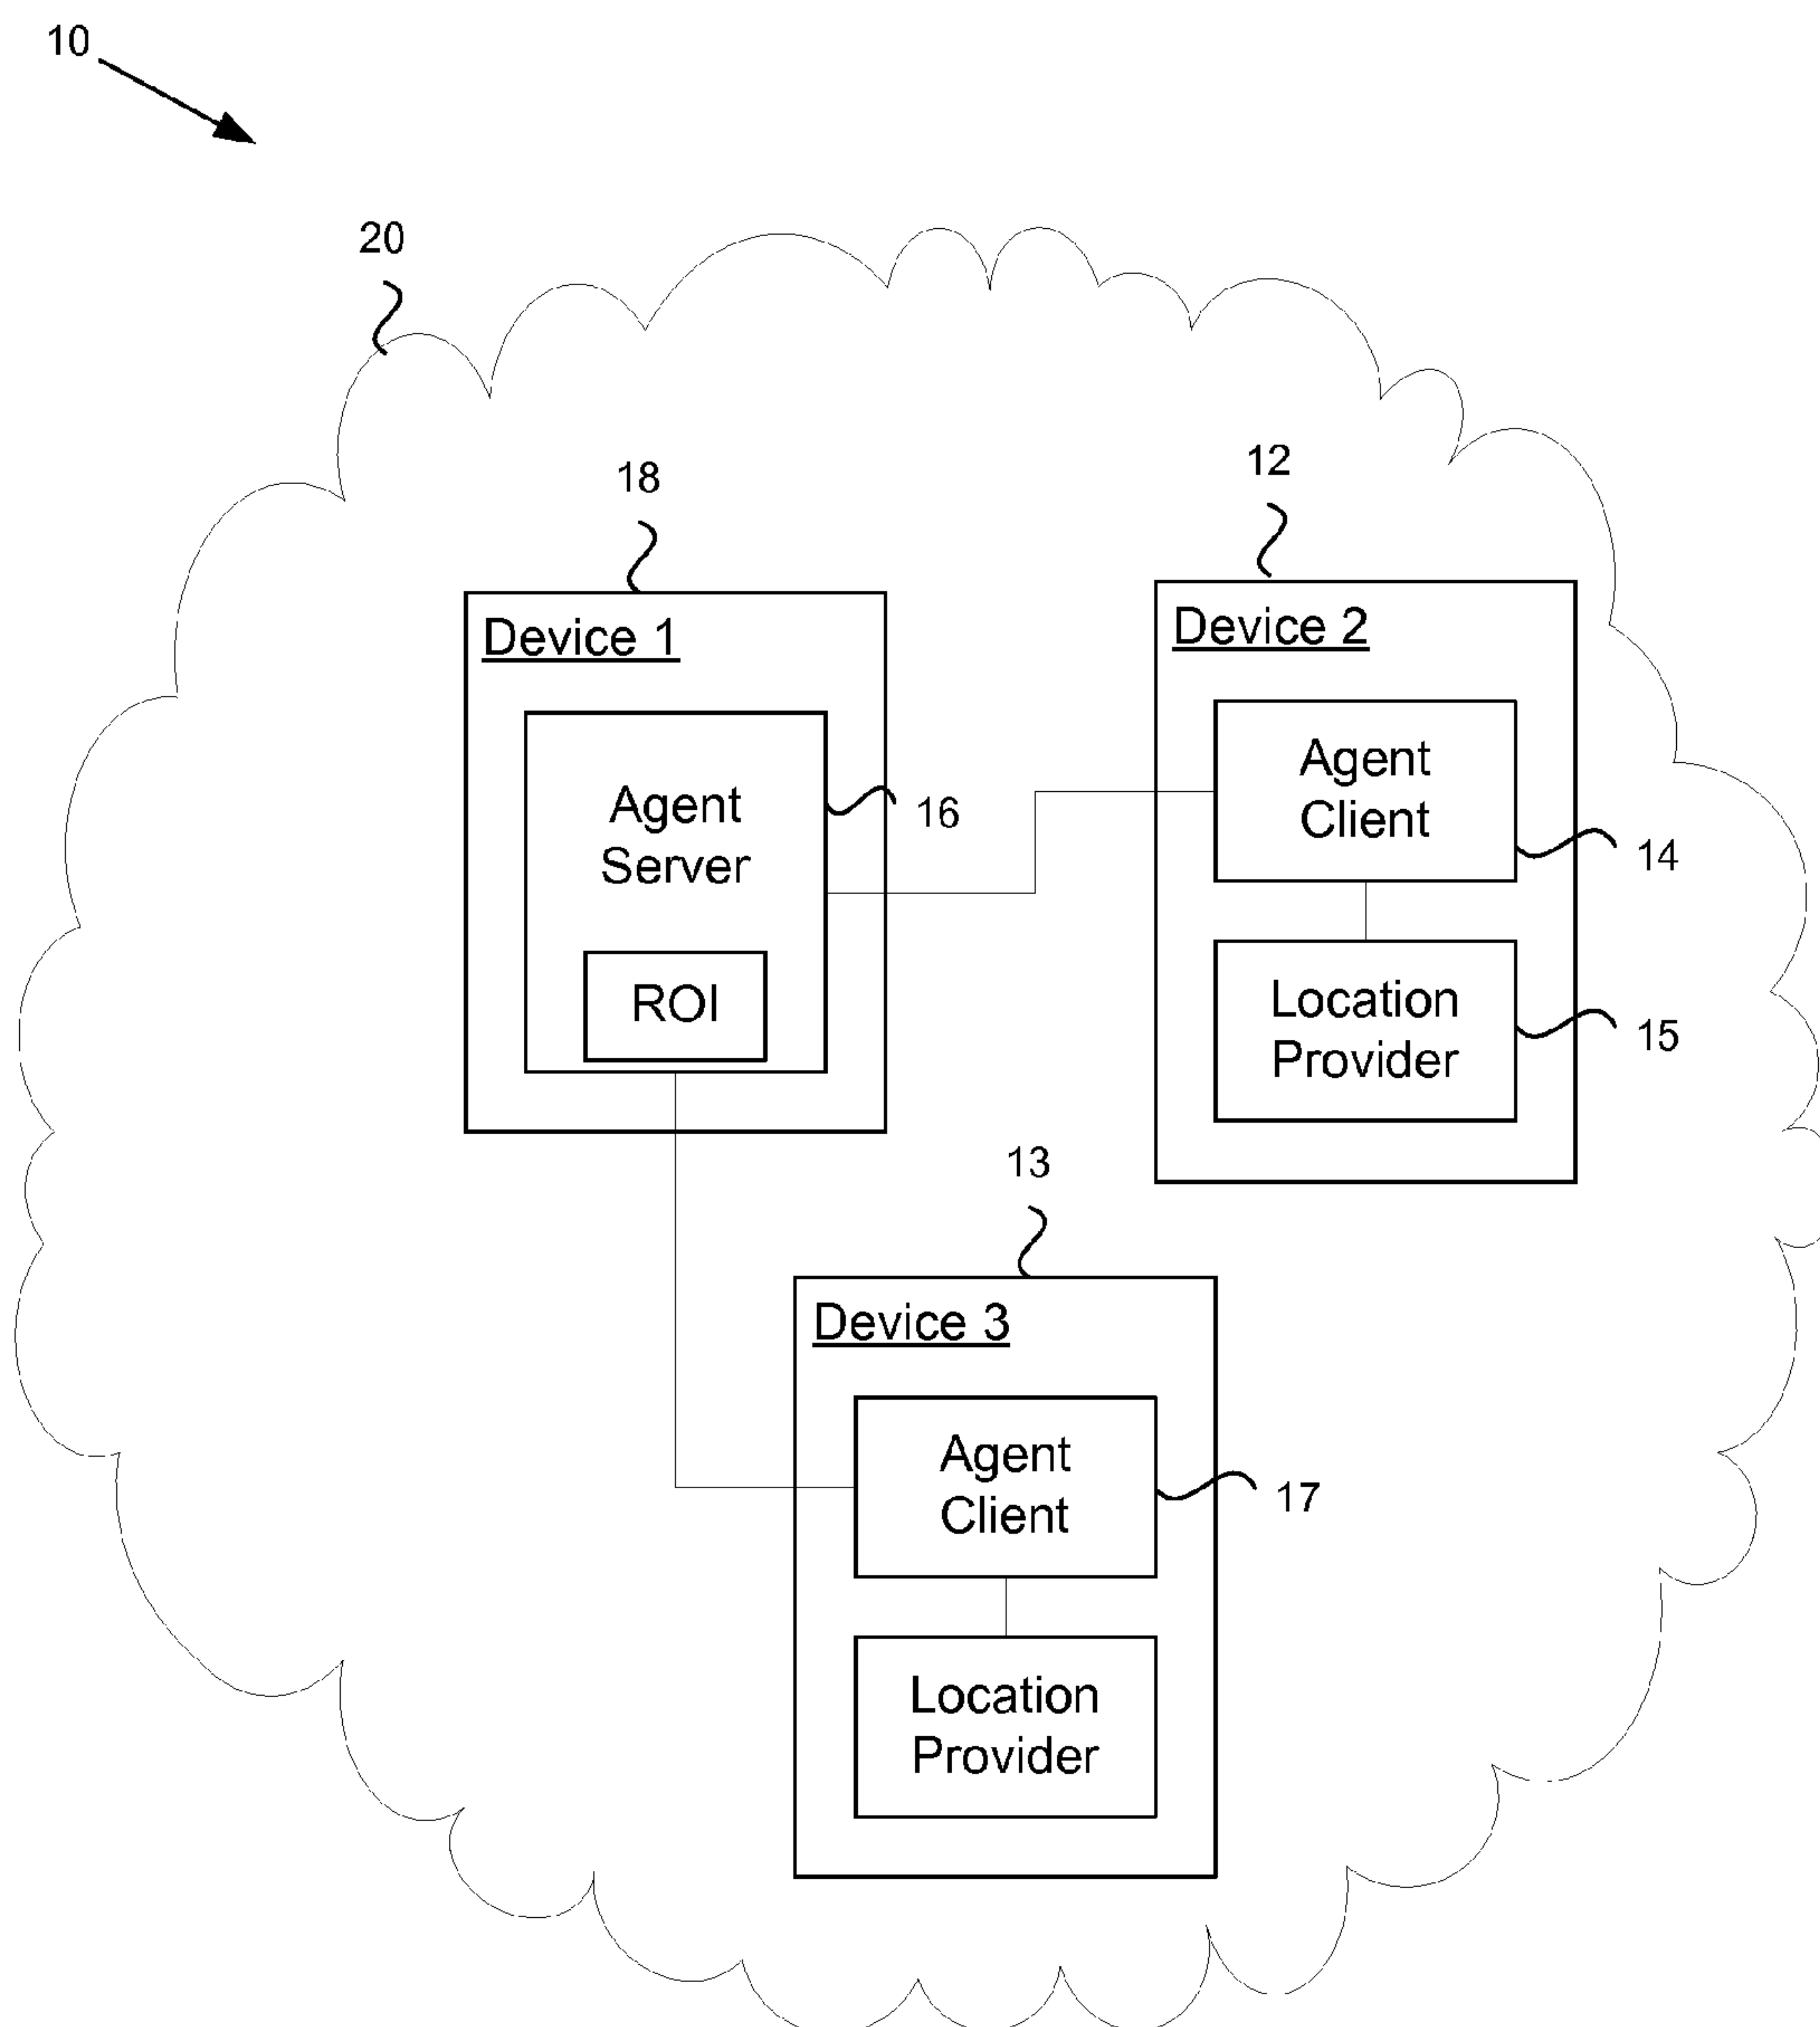 10
20
18
12
Device 1
Device 2
Agent
Server
16
Agent
Client
14
ROI
Location
Provider
15
13
Device 3
Agent
Client
17
Location
Provider